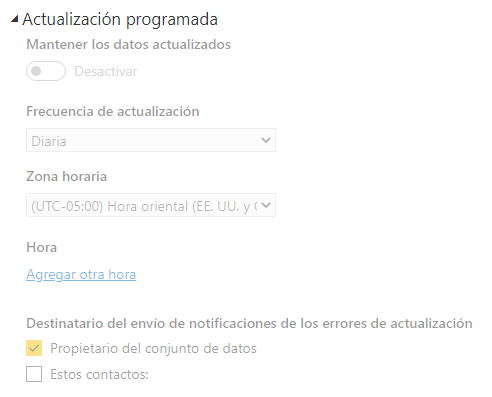 Actualización programada
Mantener los datos actualizados
Desactivar
Frecuencia de actualización
Diaria
Zona horaria
(UTC-05:00) Hora oriental (EE. UU. y
Hora
Agregar otra hora
Destinatario del envío de notificaciones de los errores de actualización
Propietario del conjunto de datos
Estos contactos: